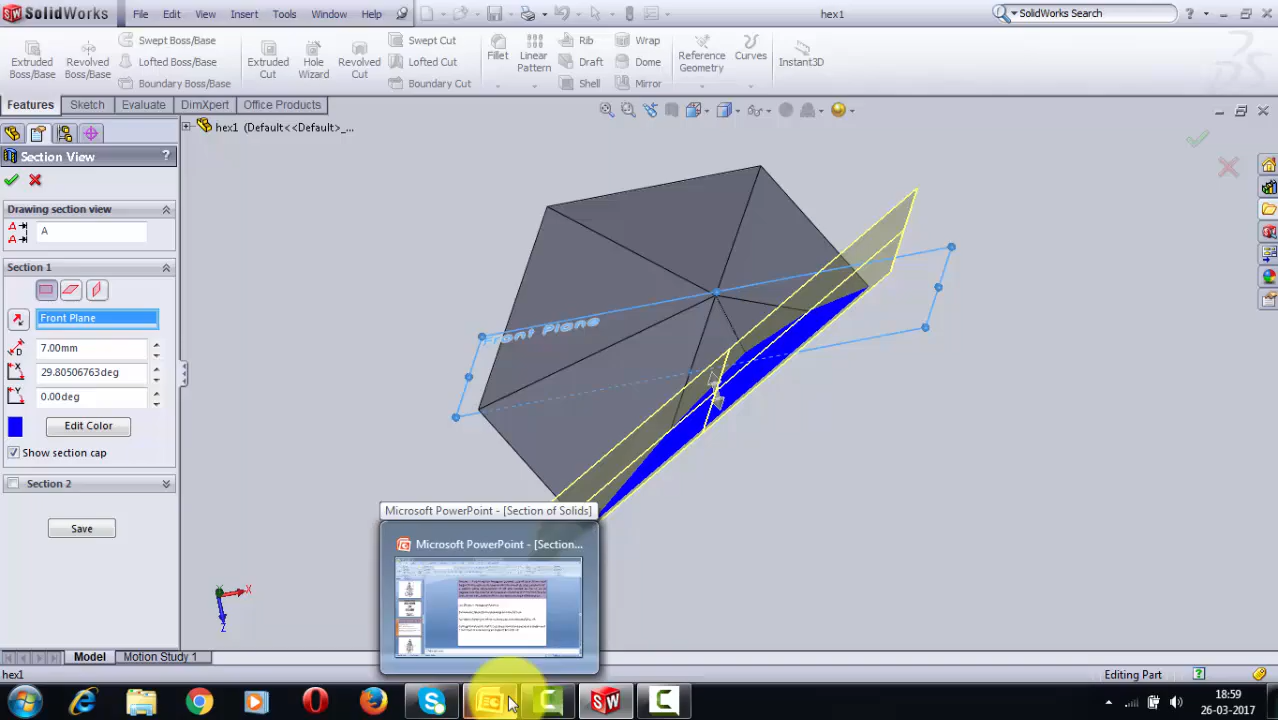 SolidWorks
File
Edit
View
Insert
Tools
Window
Help
hex1
SolidWorks Search
?
Extruded Boss/Base
Revolved Boss/Base
Swept Boss/Base
Lofted Boss/Base
Boundary Boss/Base
Extruded Cut
Hole Wizard
Revolved Cut
Swept Cut
Lofted Cut
Boundary Cut
Fillet
Linear Pattern
Rib
Draft
Shell
Wrap
Dome
Mirror
Reference Geometry
Curves
Instant3D
Features
Sketch
Evaluate
DimXpert
Office Products
hex1 (Default<<Default>_...
Section View
?
Drawing section view
A
Section 1
Front Plane
7.00mm
29.80506763deg
0.00deg
Edit Color
Show section cap
Section 2
Save
Front Plane
Microsoft PowerPoint - [Section of Solids]
Microsoft PowerPoint - [Section...
Model
Motion Study 1
hex1
Editing Part
18:59
26-03-2017